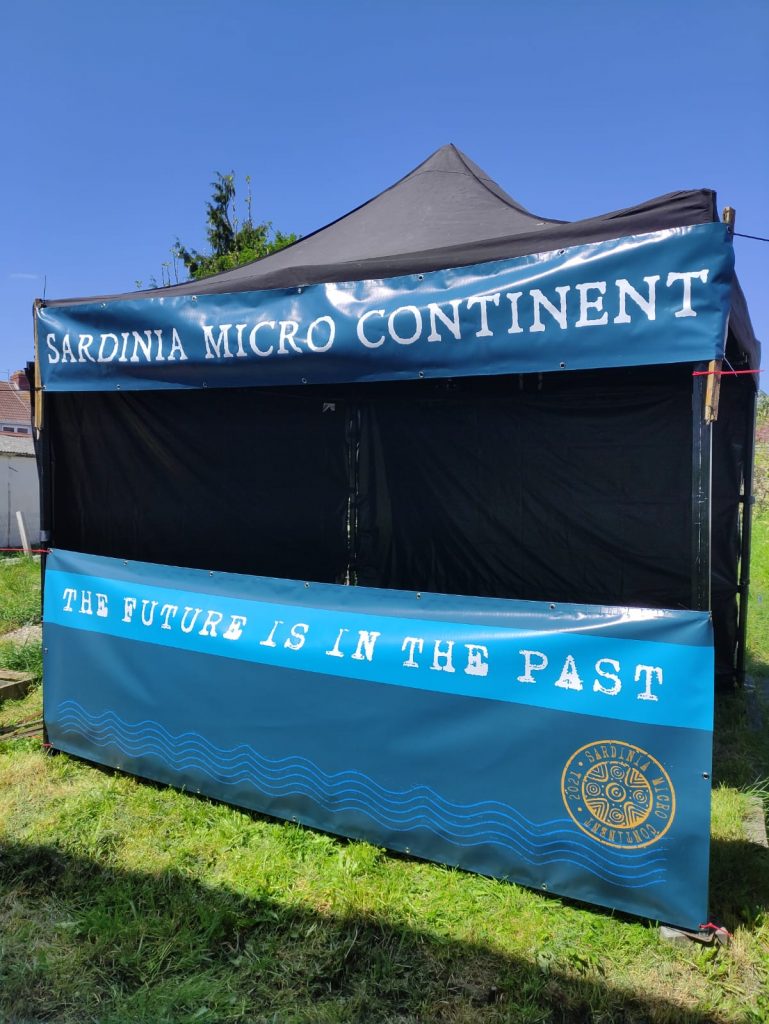 SARDINIA MICRO CONTINENT
THE FUTURE IS IN THE PAST
SARDINIA MICRO CONTINENT • 2021 •